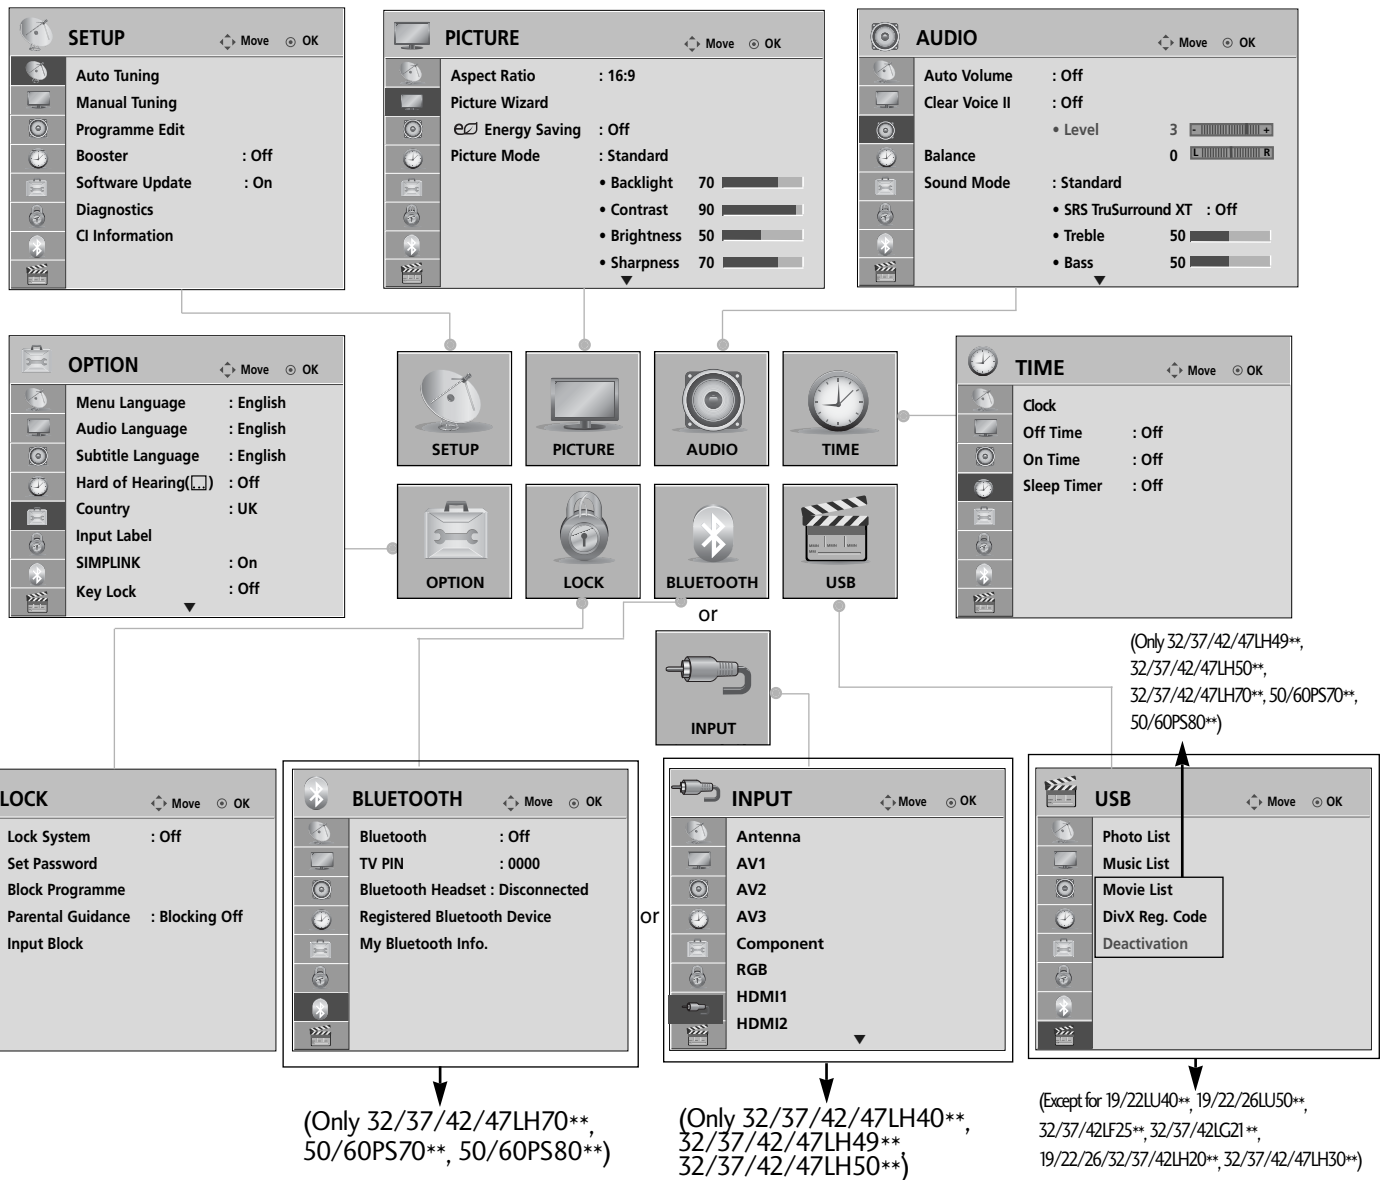 SETUP
Move OK
Auto Tuning
Manual Tuning
Programme Edit
Booster : Off
Software Update : On
Diagnostics
CI Information
PICTURE
Move OK
Aspect Ratio : 16:9
Picture Wizard
Energy Saving : Off
Picture Mode : Standard
• Backlight 70
• Contrast 90
• Brightness 50
• Sharpness 70
AUDIO
Move OK
Auto Volume : Off
Clear Voice II : Off
• Level 3 - +
Balance 0 L R
Sound Mode : Standard
• SRS TruSurround XT : Off
• Treble 50
• Bass 50
OPTION
Move OK
Menu Language : English
Audio Language : English
Subtitle Language : English
Hard of Hearing( ) : Off
Country : UK
Input Label
SIMPLINK : On
Key Lock : Off
SETUP
PICTURE
AUDIO
TIME
OPTION
LOCK
BLUETOOTH
USB
or
INPUT
TIME
Move OK
Clock
Off Time : Off
On Time : Off
Sleep Timer : Off
(Only 32/37/42/47LH49**,
32/37/42/47LH50**,
32/37/42/47LH70**, 50/60PS70**,
50/60PS80**)
LOCK
Move OK
Lock System : Off
Set Password
Block Programme
Parental Guidance : Blocking Off
Input Block
BLUETOOTH
Move OK
Bluetooth : Off
TV PIN : 0000
Bluetooth Headset : Disconnected
Registered Bluetooth Device
My Bluetooth Info.
or
INPUT
Move OK
Antenna
AV1
AV2
AV3
Component
RGB
HDMI1
HDMI2
USB
Move OK
Photo List
Music List
Movie List
DivX Reg. Code
Deactivation
(Only 32/37/42/47LH70**,
50/60PS70**, 50/60PS80**)
(Only 32/37/42/47LH40**,
32/37/42/47LH49**,
32/37/42/47LH50**)
(Except for 19/22LU40**, 19/22/26LU50**,
32/37/42LF25**, 32/37/42LG21**,
19/22/26/32/37/42LH20**, 32/37/42/47LH30**)